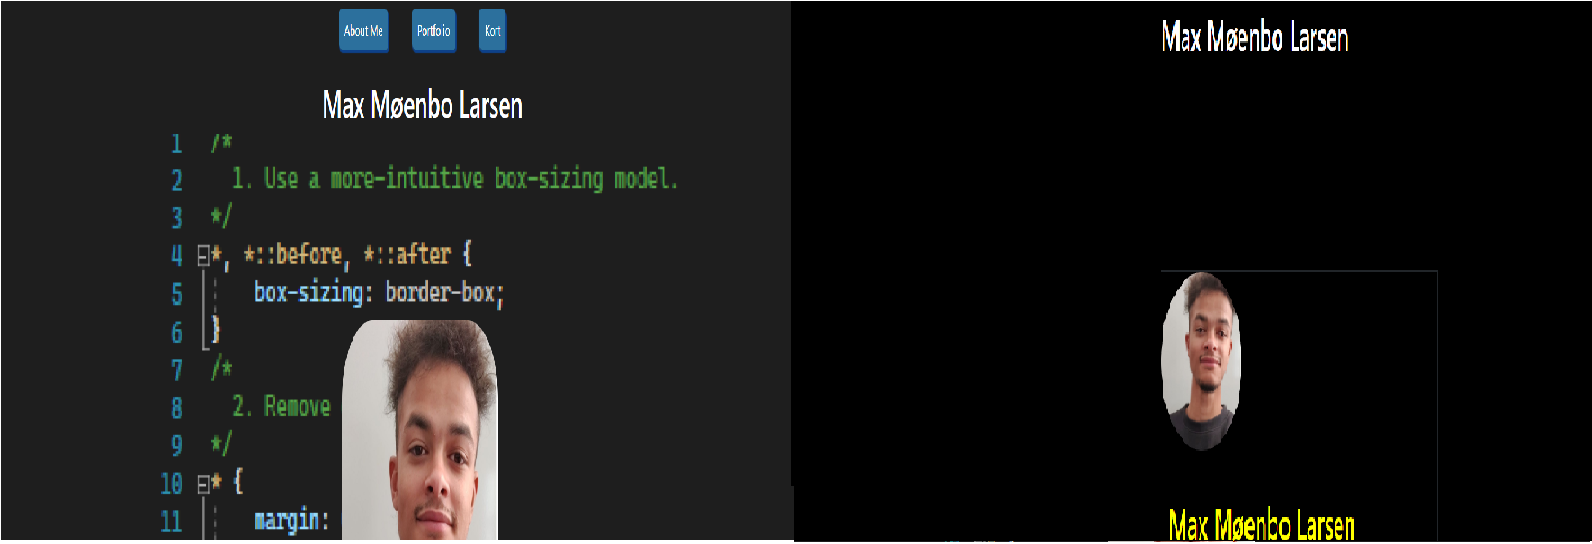 About Me Portfolio Kort
Max Møenbo Larsen
1 /*
2 1. Use a more-intuitive box-sizing model.
3 */
4 *, *::before, *::after {
5 box-sizing: border-box;
6 }
7 /*
8 2. Remove
9 */
10 * {
11 margin:
Max Møenbo Larsen
Max Møenbo Larsen